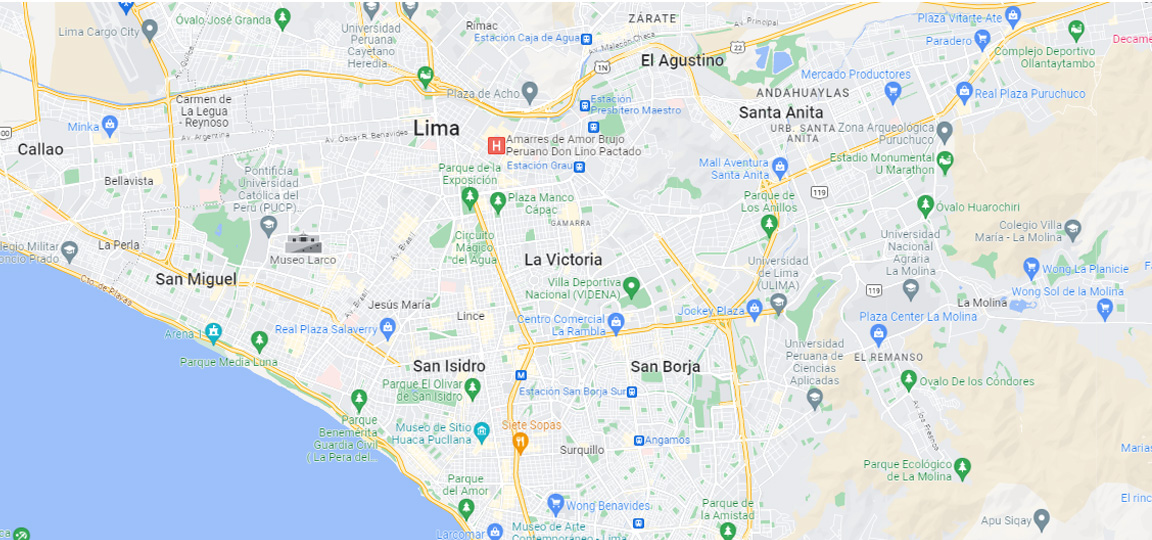 Óvalo José Granda
Lima Cargo City
Universidad
Peruana
Cayetano
Heredia
Rimac
Estación Caja de Agua
ZÁRATE
Av. Malecón Checa
Av. Principal
22
1N
El Agustino
Plaza Vitarte Ate
Paradero
Complejo Deportivo
Ollantaytambo
Mercado Productores
ANDAHUAYLAS
Real Plaza Puruchuco
Santa Anita
URB. SANTA
ANITA
Zona Arqueológica
Puruchuco
Estadio Monumental
U Marathon
Plaza de Acho
Estación
Presbítero Maestro
Carmen de
La Legua
- Reynoso
Minka
Av. Argentina
Av. Óscar R. Benavides
Lima
H
Amarres de Amor Brujo
Peruano Don Lino Pactado
Estación Grau
Callao
Bellavista
Parque de la
Exposición
Mall Aventura
Santa Anita
Pontificia
Universidad
Católica del
Perú (PUCP)
Plaza Manco
Cápac
GAMARRA
Parque de
Los Anillos
119
Óvalo Huarochiri
Colegio Villa
María - La Molina
La Perla
Museo Larco
Av. Brasil
Circuito
Mágico
del Agua
La Victoria
Universidad
Nacional
Agraria
La Molina
Universidad
de Lima
(ULIMA)
Wong La Planicie
Wong Sol de la Molina
San Miguel
Villa Deportiva
Nacional (VIDENA)
119
La Molina
Jesús María
Lince
Centro Comercial
La Rambla
Jockey Plaza
Plaza Center La Molina
Arena 1
Real Plaza Salaverry
Parque Media Luna
San Isidro
San Borja
Universidad
Peruana de
Ciencias
Aplicadas
EL REMANSO
M
Parque El Olivar
de San Isidro
Estación San Borja Sur
Óvalo De los Cóndores
Parque
Benemérita
Guardia Civil
( La Pera del...
Museo de Sitio
Huaca Pucllana
Siete Sopas
Angamos
Surquillo
Parque Ecológico
de La Molina
Parque
del Amor
Wong Benavides
Parque de
la Amistad
Apu Siqay
Larcomar
Museo de Arte
Contemporáneo - Lima